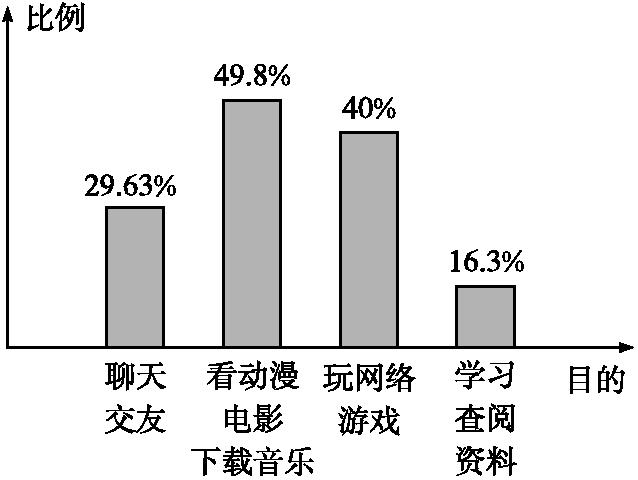 比例
49.8%
40%
29.63%
16.3%
聊天
交友
看动漫
电影
下载音乐
玩网络
游戏
学习
查阅
资料
目的